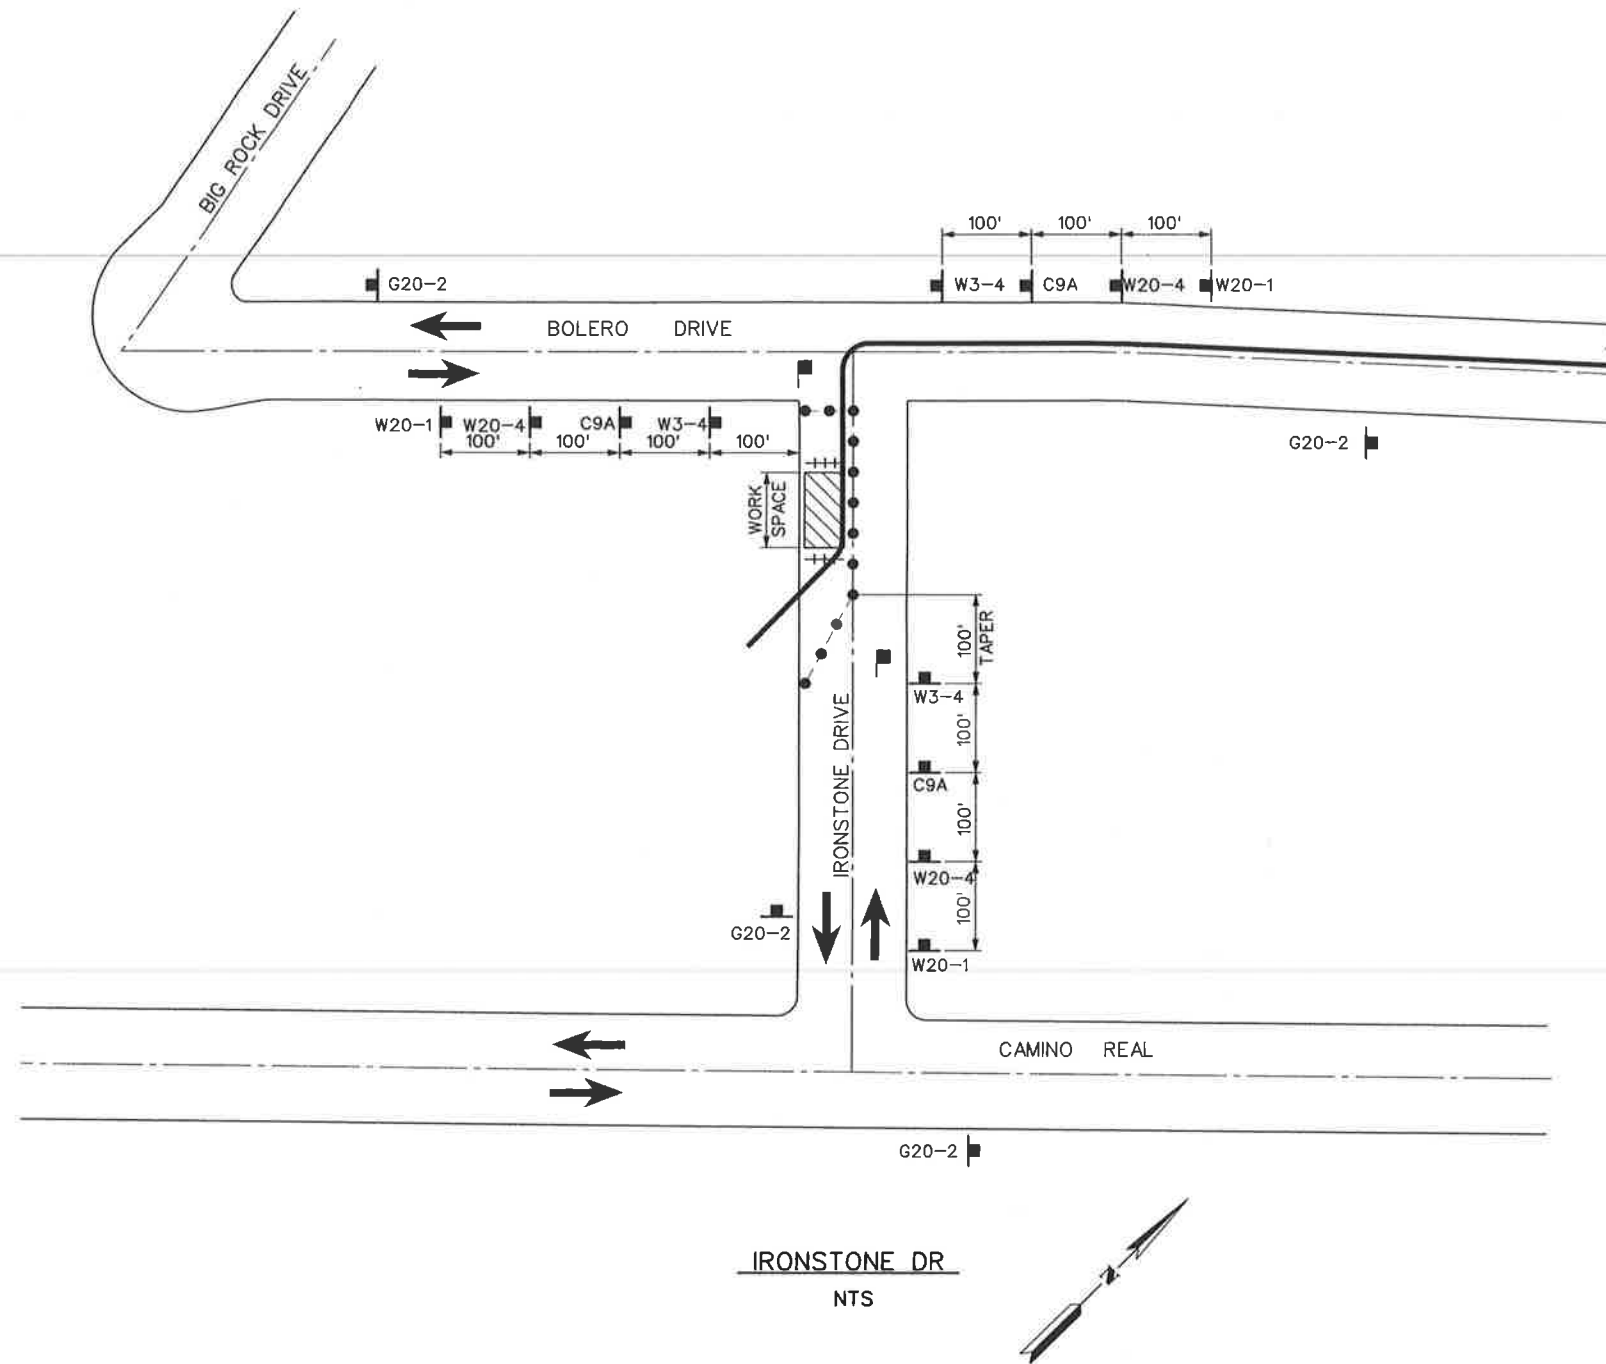 BIG ROCK DRIVE
100' 100' 100'
G20-2
W3-4 C9A W20-4 W20-1
BOLERO DRIVE
W20-1 W20-4 C9A W3-4
100' 100' 100' 100'
G20-2
WORK
SPACE
100'
TAPER
W3-4
100'
C9A
100'
W20-4
100'
W20-1
IRONSTONE DRIVE
G20-2
CAMINO REAL
G20-2
IRONSTONE DR
NTS
N